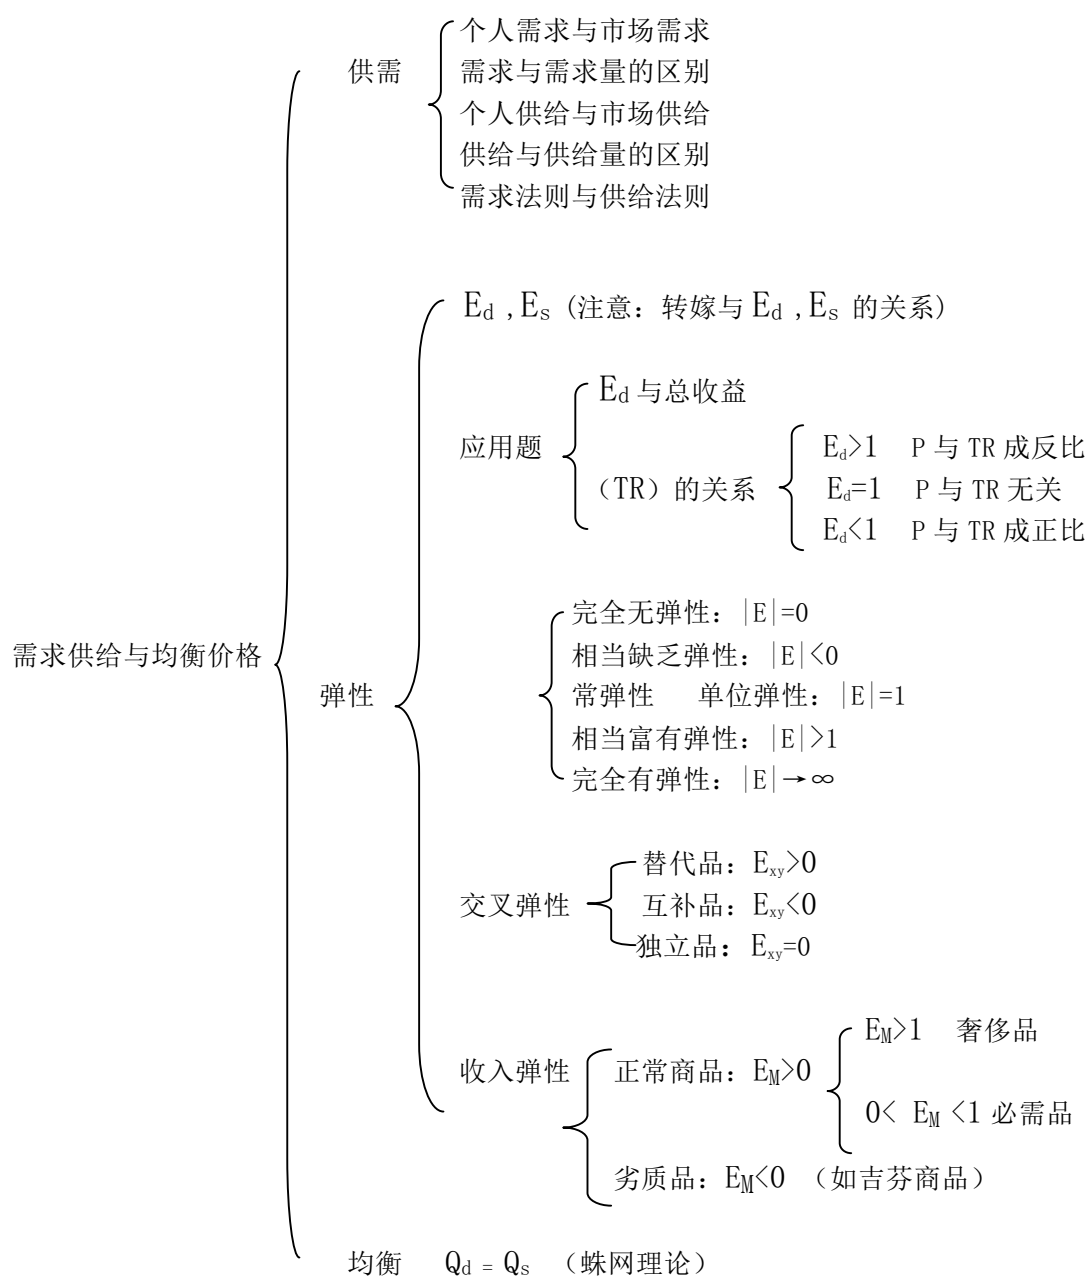 个人需求与市场需求
供需 需求与需求量的区别
个人供给与市场供给
供给与供给量的区别
需求法则与供给法则
Ed ,Es (注意：转嫁与 Ed ,Es 的关系)
Ed 与总收益
应用题 Ed>1 P 与 TR 成反比
（TR）的关系 Ed=1 P 与 TR 无关
Ed<1 P 与 TR 成正比
完全无弹性：|E|=0
需求供给与均衡价格 相当缺乏弹性：|E|<0
弹性 常弹性 单位弹性：|E|=1
相当富有弹性：|E|>1
完全有弹性：|E|→∞
替代品：Exy>0
交叉弹性 互补品：Exy<0
独立品：Exy=0
EM>1 奢侈品
收入弹性 正常商品：EM>0
0< EM <1 必需品
劣质品：EM<0 （如吉芬商品）
均衡 Qd = Qs （蛛网理论）